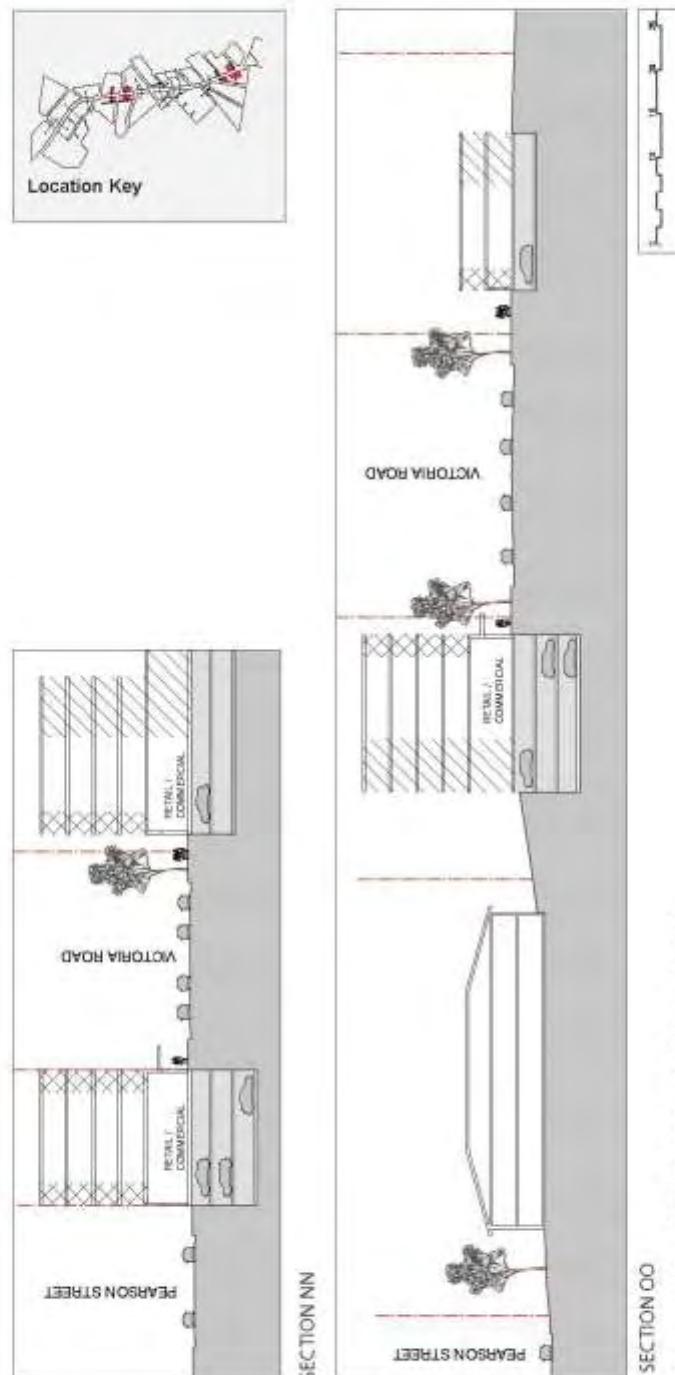 Location Key
RETAIL /
COMMERCIAL
VICTORIA ROAD
RETAIL /
COMMERCIAL
PEARSON STREET
SECTION NN
VICTORIA ROAD
RETAIL /
COMMERCIAL
PEARSON STREET
SECTION OO